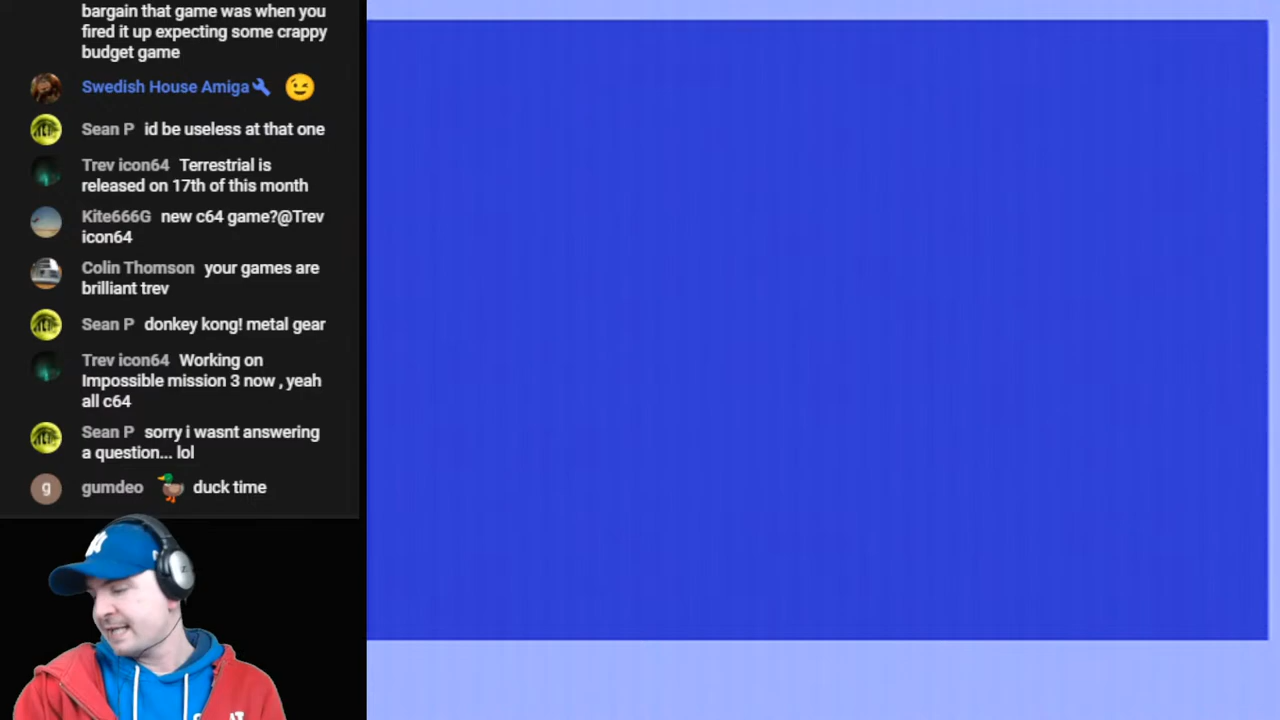 bargain that game was when you
fired it up expecting some crappy
budget game
Swedish House Amiga
Sean P id be useless at that one
Trev icon64 Terrestrial is
released on 17th of this month
Kite666G new c64 game?@Trev
icon64
Colin Thomson your games are
brilliant trev
Sean P donkey kong! metal gear
Trev icon64 Working on
Impossible mission 3 now , yeah
all c64
Sean P sorry i wasnt answering
a question... lol
g gumdeo duck time